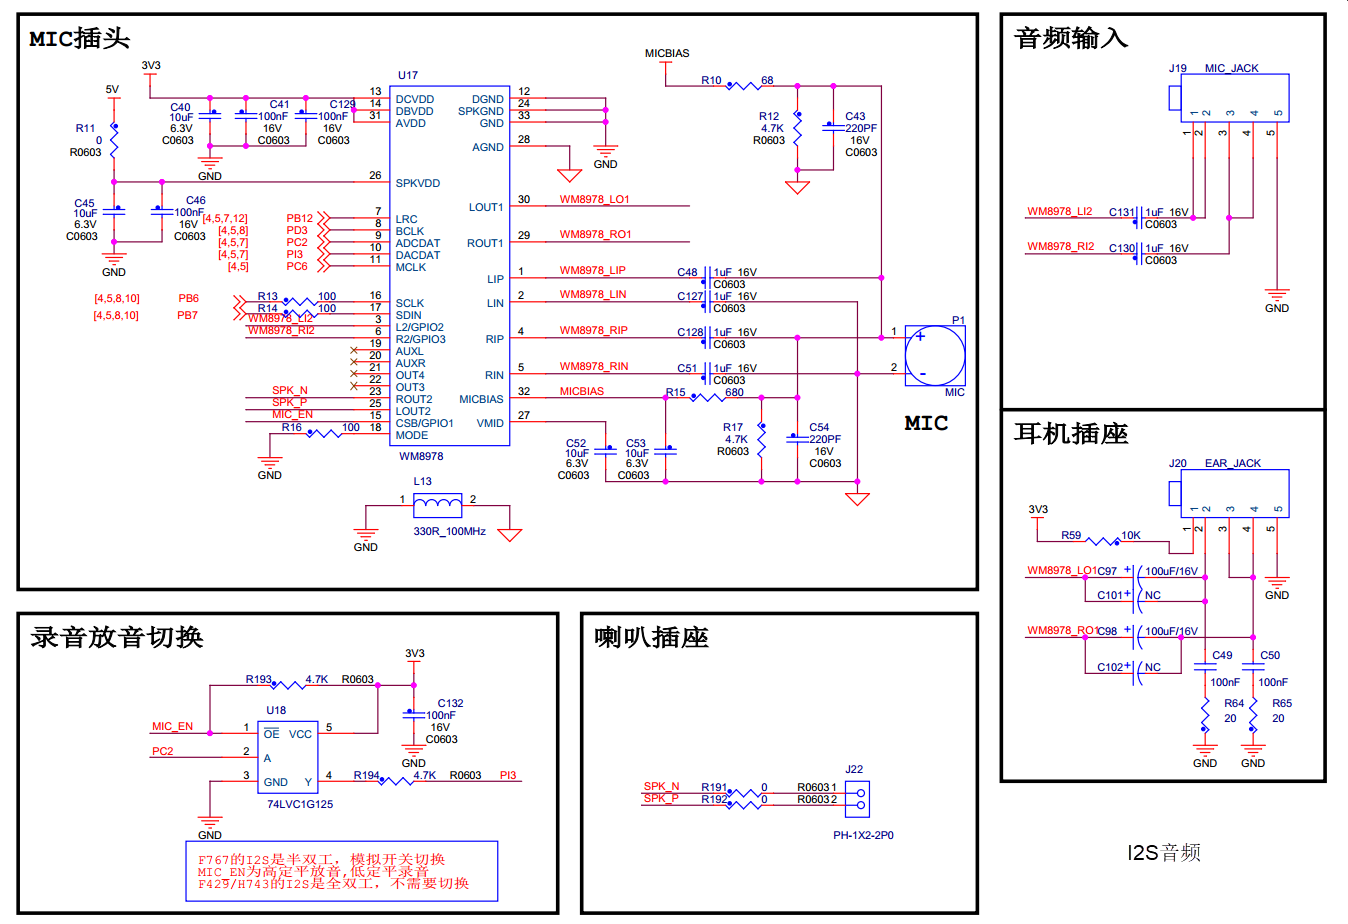 MIC插头
3V3
5V
R11
0
R0603
C40
10uF
6.3V
C0603
C41
100nF
16V
C0603
C129
100nF
16V
C0603
GND
C45
10uF
6.3V
C0603
C46
100nF
16V
C0603
GND
U17
13 DCVDD
14 DBVDD
31 AVDD
26 SPKVDD
[4,5,7,12] PB12 7 LRC
[4,5,8] PD3 8 BCLK
[4,5,7] PC2 9 ADCDAT
[4,5,7] PI3 10 DACDAT
[4,5] PC6 11 MCLK
[4,5,8,10] PB6 R13 100 16 SCLK
[4,5,8,10] PB7 R14 100 17 SDIN
WM8978_LI2 3 L2/GPIO2
WM8978_RI2 6 R2/GPIO3
19 AUXL
20 AUXR
21 OUT4
22 OUT3
SPK_N 23 ROUT2
SPK_P 25 LOUT2
MIC_EN 15 CSB/GPIO1
R16 100 18 MODE
GND
WM8978
DGND 12
SPKGND 24
GND 33
AGND 28
GND
LOUT1 30 WM8978_LO1
ROUT1 29 WM8978_RO1
LIP 1 WM8978_LIP C48 1uF 16V C0603
LIN 2 WM8978_LIN C127 1uF 16V C0603
RIP 4 WM8978_RIP C128 1uF 16V C0603
RIN 5 WM8978_RIN C51 1uF 16V C0603
MICBIAS 32 MICBIAS R15 680
VMID 27
C52
10uF
6.3V
C0603
C53
10uF
6.3V
C0603
R17
4.7K
R0603
C54
220PF
16V
C0603
MICBIAS
R10 68
R12
4.7K
R0603
C43
220PF
16V
C0603
P1
1 +
2 -
MIC
MIC
L13
1 2
330R_100MHz
GND
音频输入
J19 MIC_JACK
1 2 3 4 5
1 2 3 4 5
WM8978_LI2 C131 1uF 16V
C0603
WM8978_RI2 C130 1uF 16V
C0603
GND
耳机插座
J20 EAR_JACK
1 2 3 4 5
1 2 3 4 5
3V3
R59 10K
WM8978_LO1 C97 + 100uF/16V
C101 + NC
GND
WM8978_RO1 C98 + 100uF/16V
C102 + NC
C49
100nF
C50
100nF
R64
20
R65
20
GND GND
录音放音切换
3V3
R193 4.7K R0603
U18
C132
100nF
16V
C0603
GND
MIC_EN 1 OE VCC 5
PC2 2 A
3 GND Y 4 R194 4.7K R0603 PI3
74LVC1G125
GND
F767的I2S是半双工, 模拟开关切换
MIC_EN为高定平放音,低定平录音
F429/H743的I2S是全双工, 不需要切换
喇叭插座
J22
SPK_N R191 0 R0603 1
SPK_P R192 0 R0603 2
PH-1X2-2P0
I2S音频